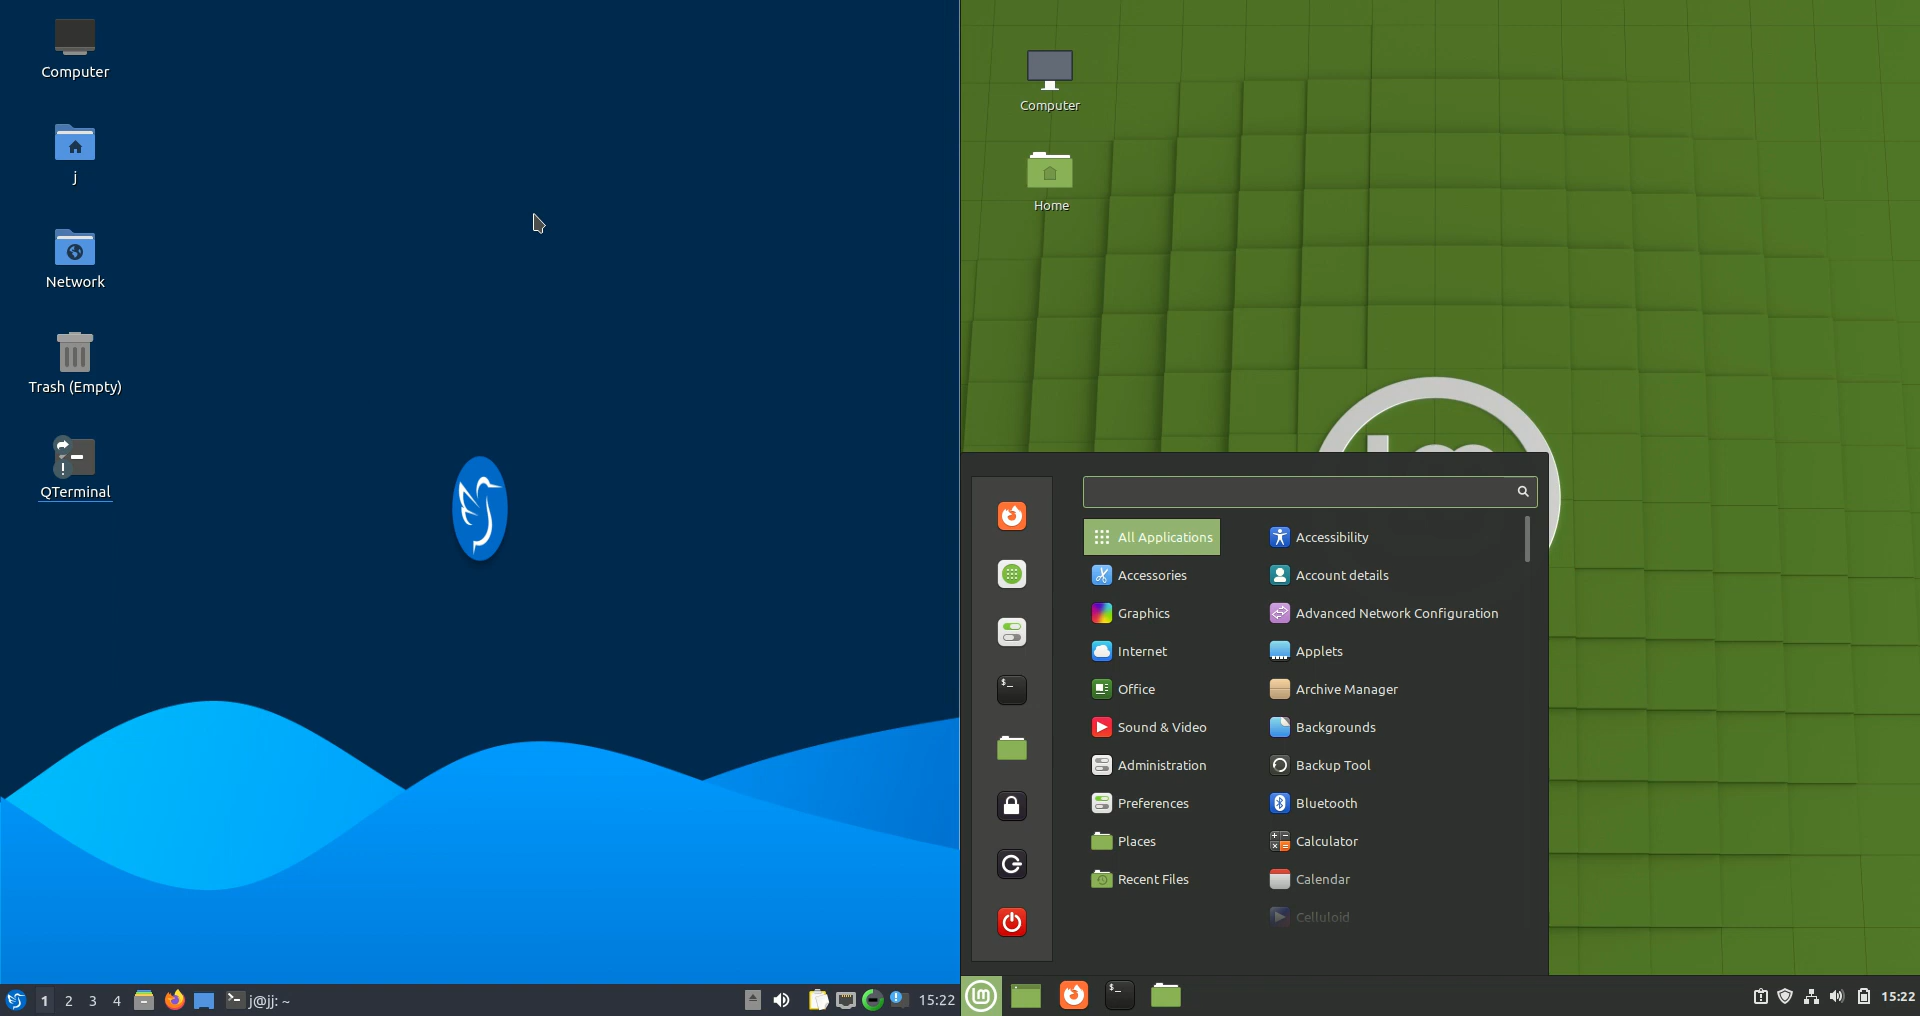 Computer
j
Network
Trash (Empty)
QTerminal
1 2 3 4 j@jj: ~ 15:22
Computer
Home
All Applications
Accessories
Graphics
Internet
Office
Sound & Video
Administration
Preferences
Places
Recent Files
Accessibility
Account details
Advanced Network Configuration
Applets
Archive Manager
Backgrounds
Backup Tool
Bluetooth
Calculator
Calendar
Celluloid
15:22